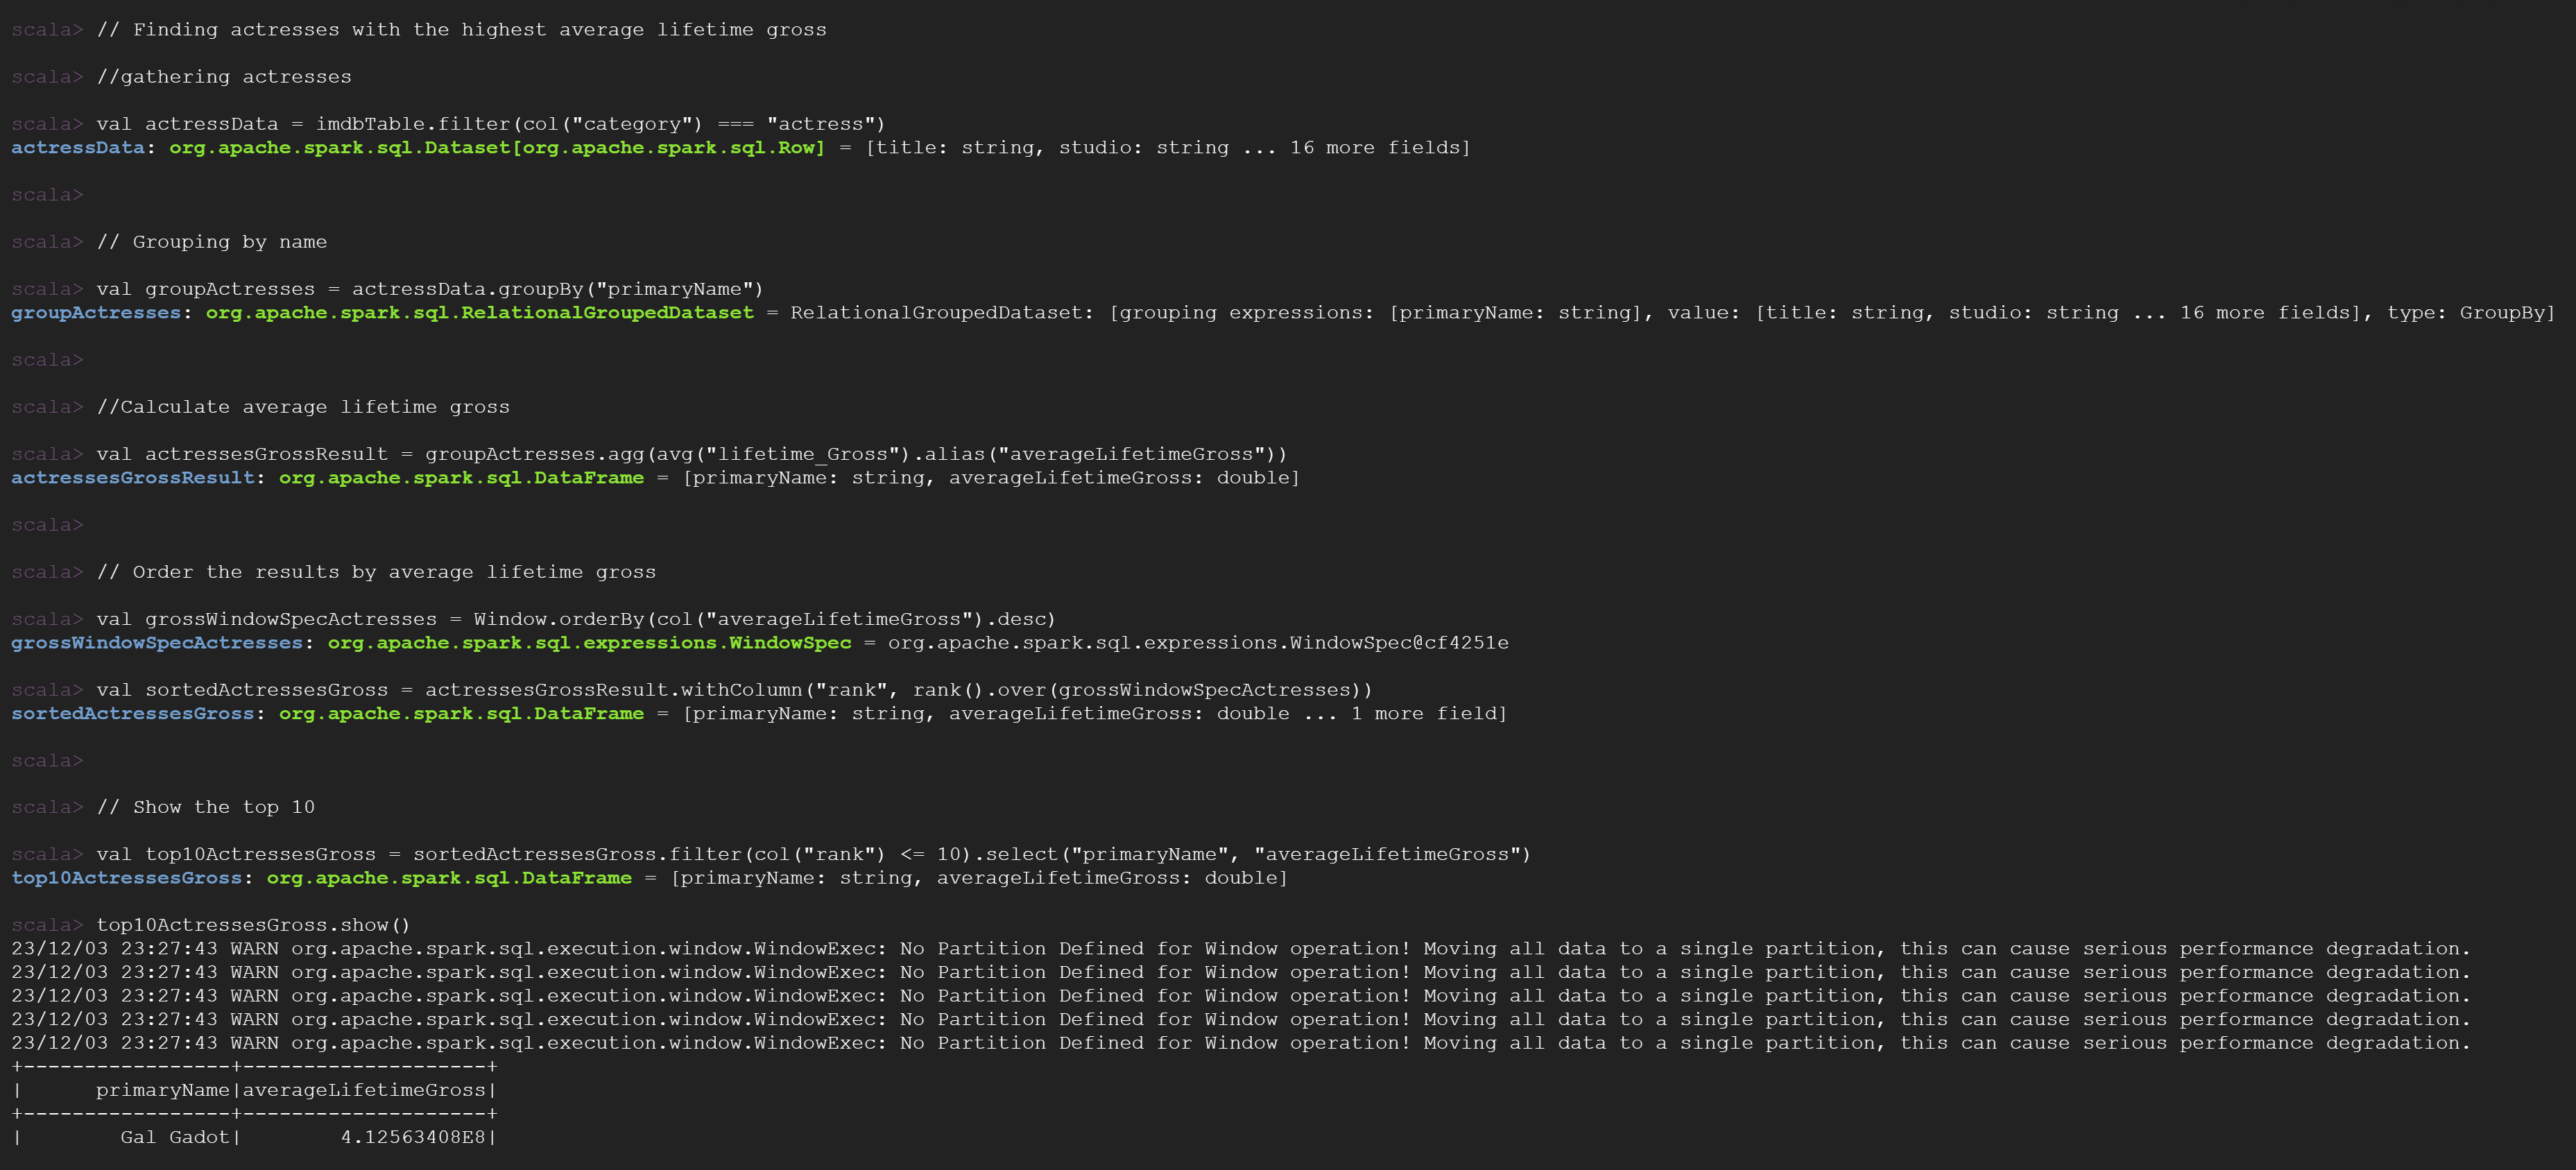 scala> // Finding actresses with the highest average lifetime gross
scala> //gathering actresses
scala> val actressData = imdbTable.filter(col("category") === "actress")
actressData: org.apache.spark.sql.Dataset[org.apache.spark.sql.Row] = [title: string, studio: string ... 16 more fields]
scala>
scala> // Grouping by name
scala> val groupActresses = actressData.groupBy("primaryName")
groupActresses: org.apache.spark.sql.RelationalGroupedDataset = RelationalGroupedDataset: [grouping expressions: [primaryName: string], value: [title: string, studio: string ... 16 more fields], type: GroupBy]
scala>
scala> //Calculate average lifetime gross
scala> val actressesGrossResult = groupActresses.agg(avg("lifetime_Gross").alias("averageLifetimeGross"))
actressesGrossResult: org.apache.spark.sql.DataFrame = [primaryName: string, averageLifetimeGross: double]
scala>
scala> // Order the results by average lifetime gross
scala> val grossWindowSpecActresses = Window.orderBy(col("averageLifetimeGross").desc)
grossWindowSpecActresses: org.apache.spark.sql.expressions.WindowSpec = org.apache.spark.sql.expressions.WindowSpec@cf4251e
scala> val sortedActressesGross = actressesGrossResult.withColumn("rank", rank().over(grossWindowSpecActresses))
sortedActressesGross: org.apache.spark.sql.DataFrame = [primaryName: string, averageLifetimeGross: double ... 1 more field]
scala>
scala> // Show the top 10
scala> val top10ActressesGross = sortedActressesGross.filter(col("rank") <= 10).select("primaryName", "averageLifetimeGross")
top10ActressesGross: org.apache.spark.sql.DataFrame = [primaryName: string, averageLifetimeGross: double]
scala> top10ActressesGross.show()
23/12/03 23:27:43 WARN org.apache.spark.sql.execution.window.WindowExec: No Partition Defined for Window operation! Moving all data to a single partition, this can cause serious performance degradation.
23/12/03 23:27:43 WARN org.apache.spark.sql.execution.window.WindowExec: No Partition Defined for Window operation! Moving all data to a single partition, this can cause serious performance degradation.
23/12/03 23:27:43 WARN org.apache.spark.sql.execution.window.WindowExec: No Partition Defined for Window operation! Moving all data to a single partition, this can cause serious performance degradation.
23/12/03 23:27:43 WARN org.apache.spark.sql.execution.window.WindowExec: No Partition Defined for Window operation! Moving all data to a single partition, this can cause serious performance degradation.
23/12/03 23:27:43 WARN org.apache.spark.sql.execution.window.WindowExec: No Partition Defined for Window operation! Moving all data to a single partition, this can cause serious performance degradation.
+-----------------+--------------------+
|      primaryName|averageLifetimeGross|
+-----------------+--------------------+
|        Gal Gadot|        4.12563408E8|